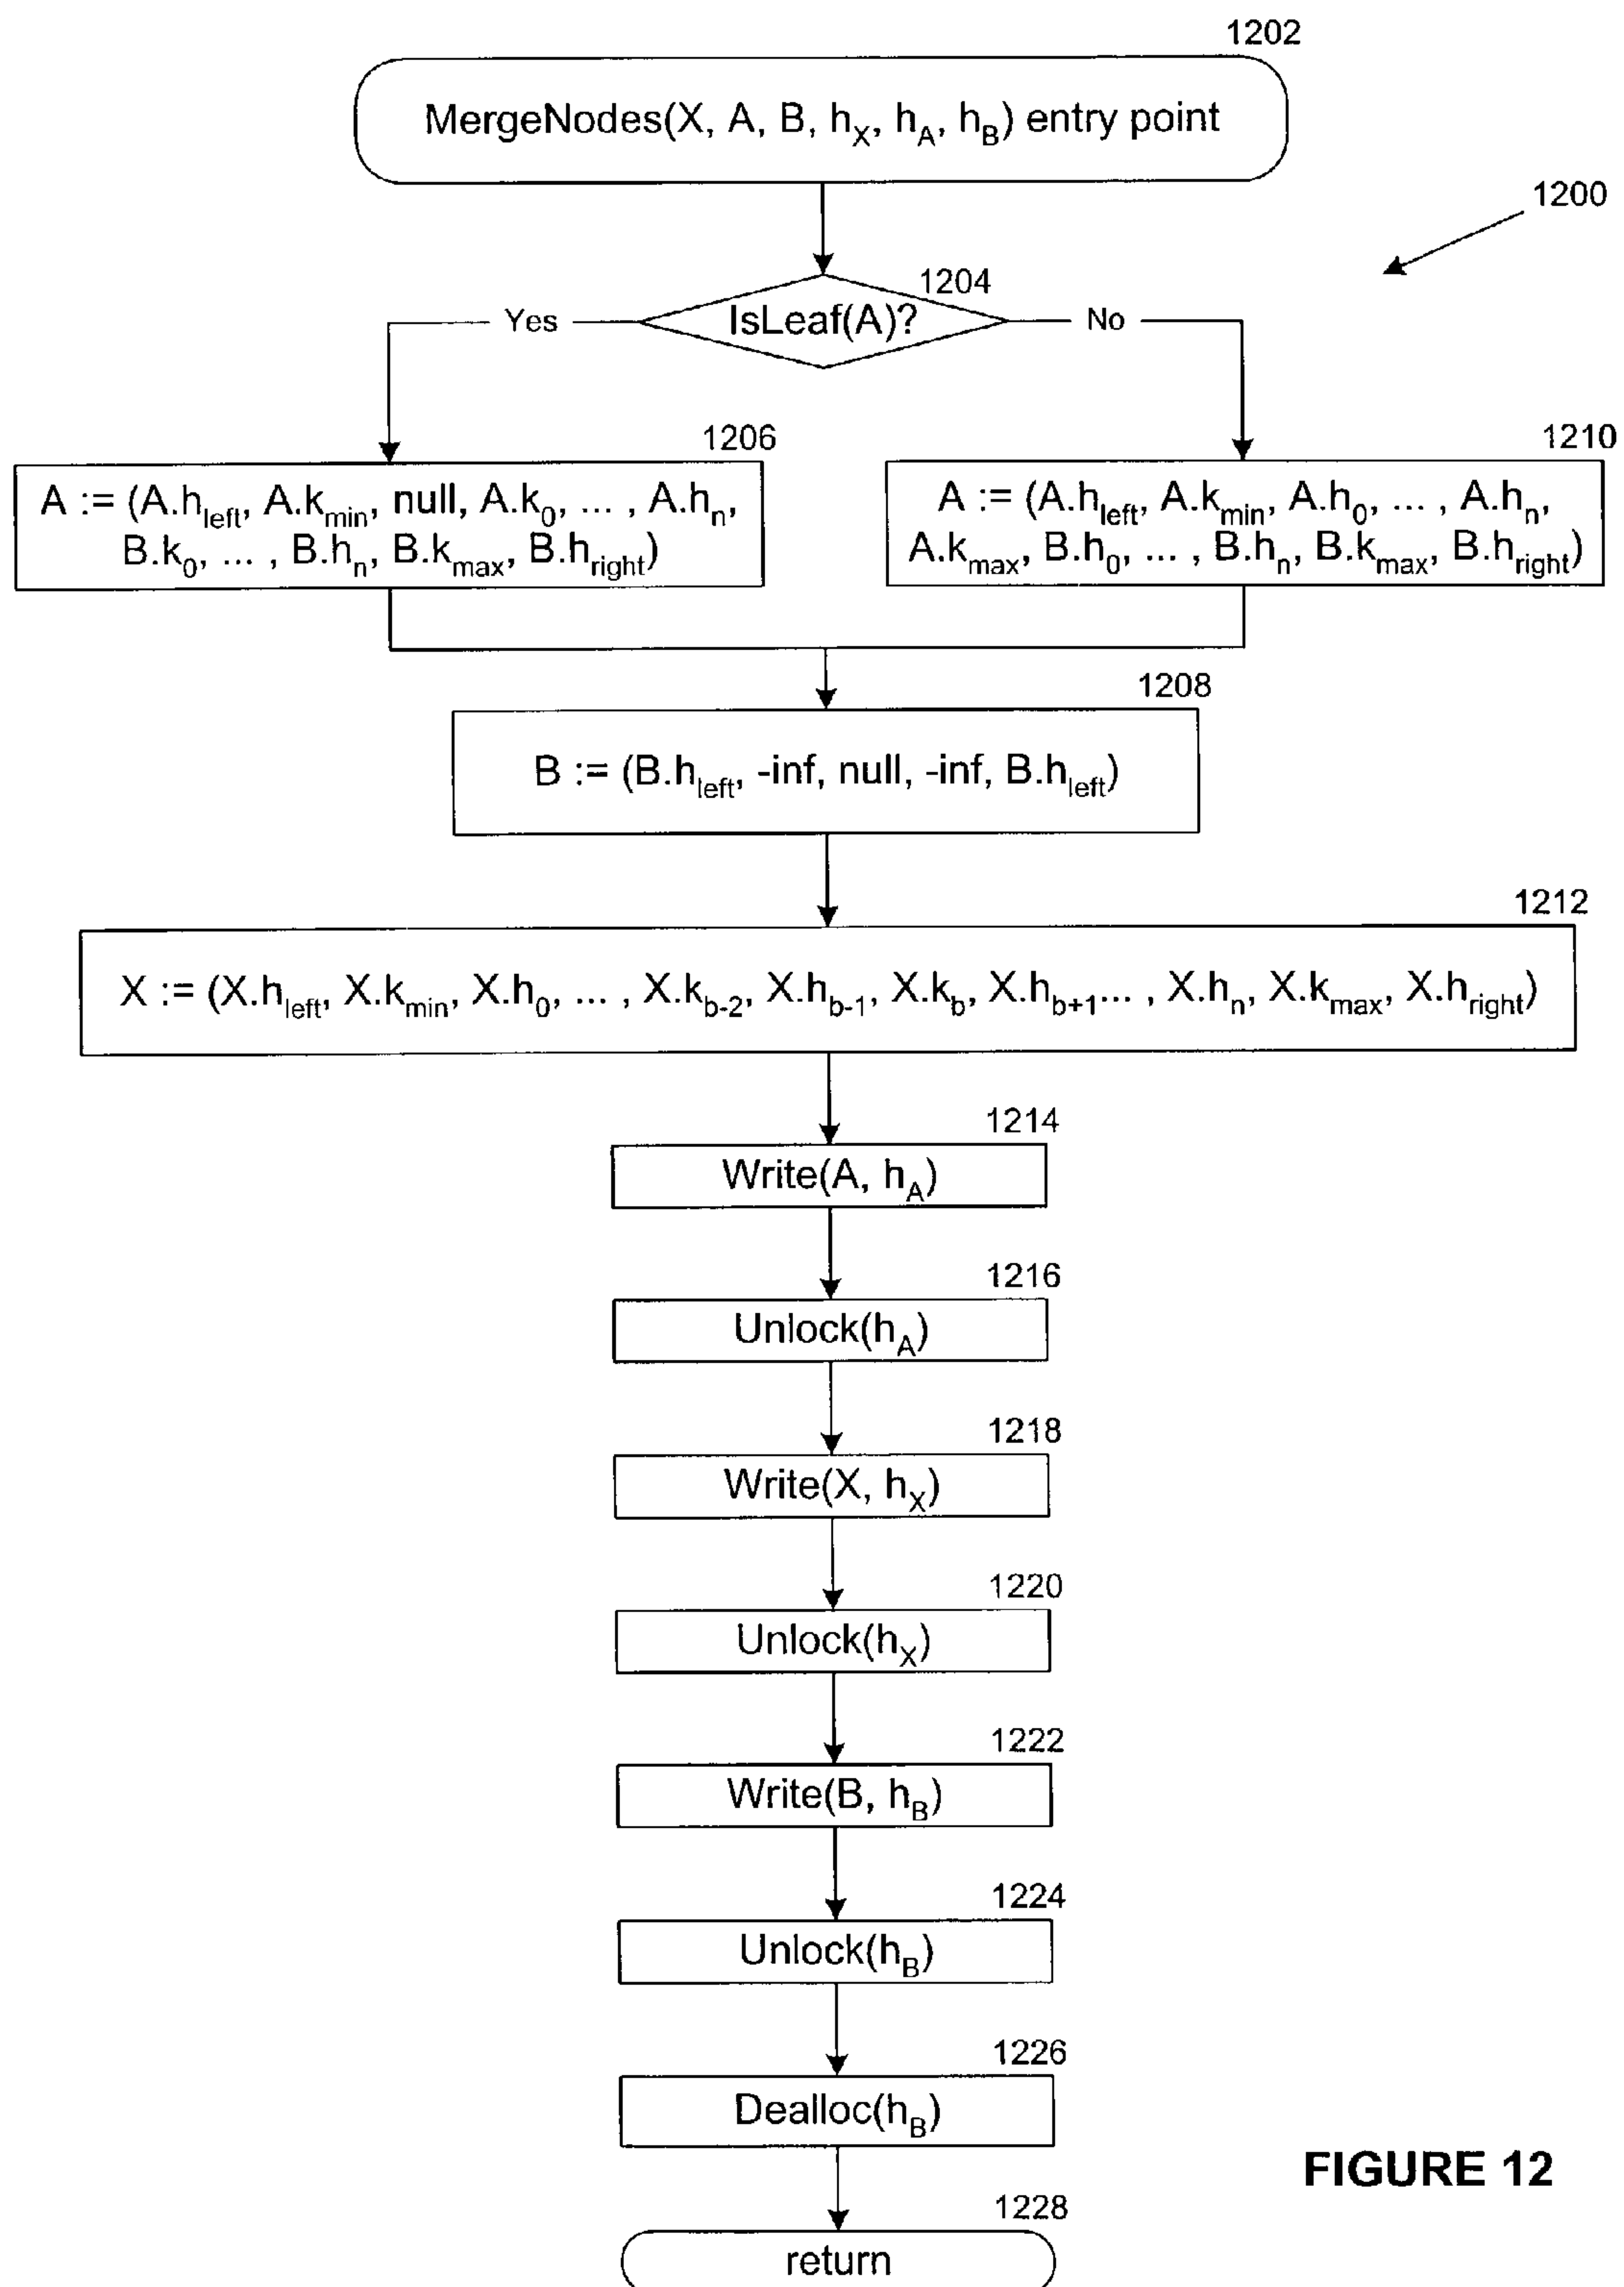 1202
MergeNodes(X, A, B, hX, hA, hB) entry point
1200
1204
Yes
IsLeaf(A)?
No
1206
A := (A.hleft, A.kmin, null, A.k0, ... , A.hn,
B.k0, ... , B.hn, B.kmax, B.hright)
1210
A := (A.hleft, A.kmin, A.h0, ... , A.hn,
A.kmax, B.h0, ... , B.hn, B.kmax, B.hright)
1208
B := (B.hleft, -inf, null, -inf, B.hleft)
1212
X := (X.hleft, X.kmin, X.h0, ... , X.kb-2, X.hb-1, X.kb, X.hb+1... , X.hn, X.kmax, X.hright)
1214
Write(A, hA)
1216
Unlock(hA)
1218
Write(X, hX)
1220
Unlock(hX)
1222
Write(B, hB)
1224
Unlock(hB)
1226
Dealloc(hB)
FIGURE 12
1228
return